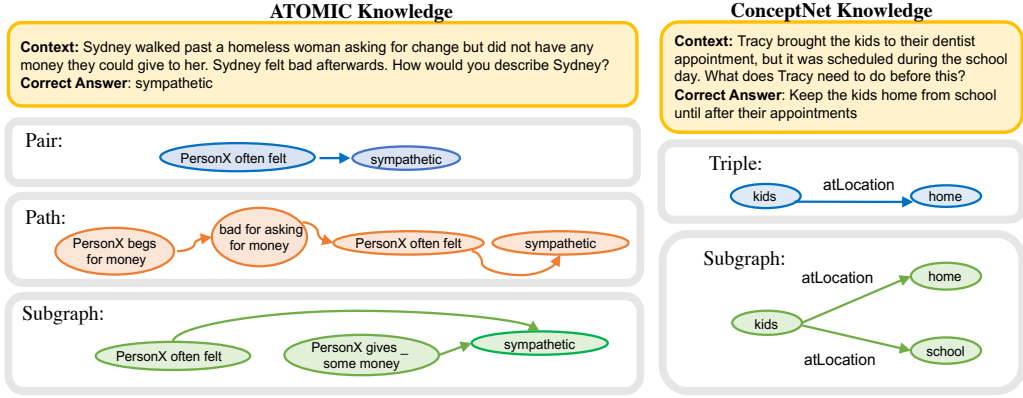 ATOMIC Knowledge
Context: Sydney walked past a homeless woman asking for change but did not have any
money they could give to her. Sydney felt bad afterwards. How would you describe Sydney?
Correct Answer: sympathetic
Pair:
PersonX often felt
sympathetic
Path:
PersonX begs
for money
bad for asking
for money
PersonX often felt
sympathetic
Subgraph:
PersonX often felt
PersonX gives _
some money
sympathetic
ConceptNet Knowledge
Context: Tracy brought the kids to their dentist
appointment, but it was scheduled during the school
day. What does Tracy need to do before this?
Correct Answer: Keep the kids home from school
until after their appointments
Triple:
kids
atLocation
home
Subgraph:
atLocation
home
kids
atLocation
school